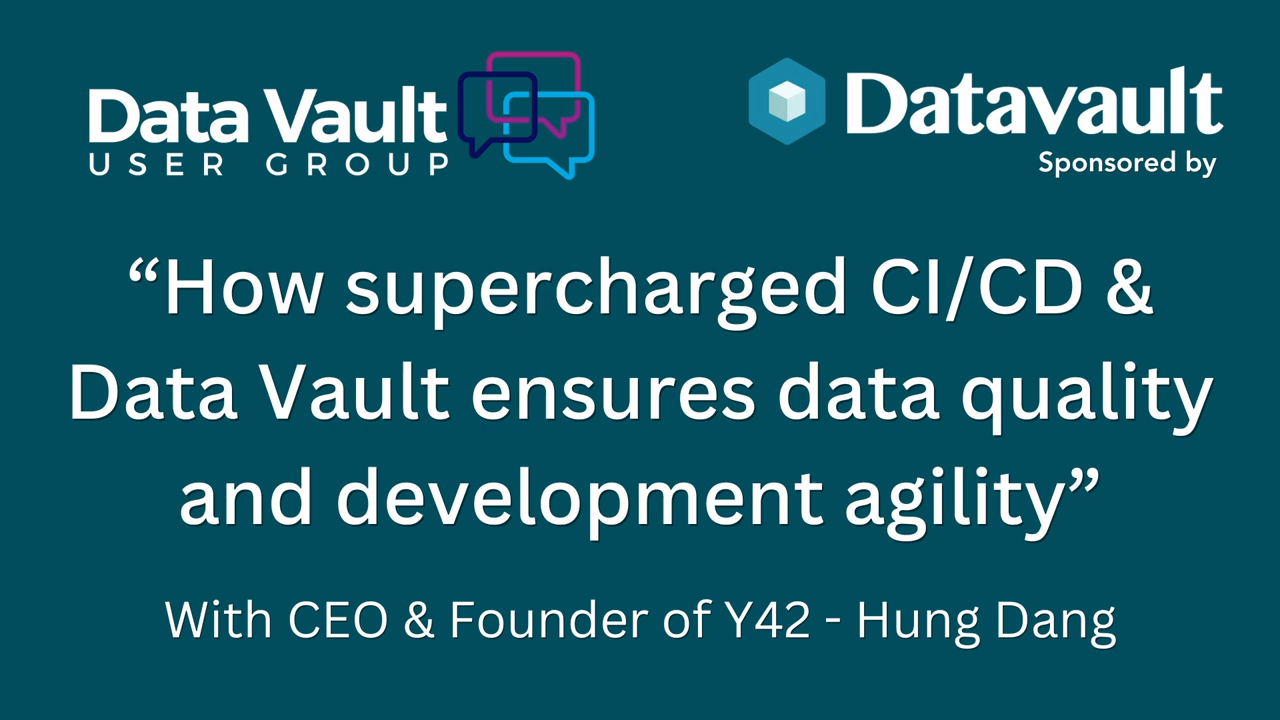 Data Vault
USER GROUP
Datavault
Sponsored by
“How supercharged CI/CD &
Data Vault ensures data quality
and development agility”
With CEO & Founder of Y42 - Hung Dang